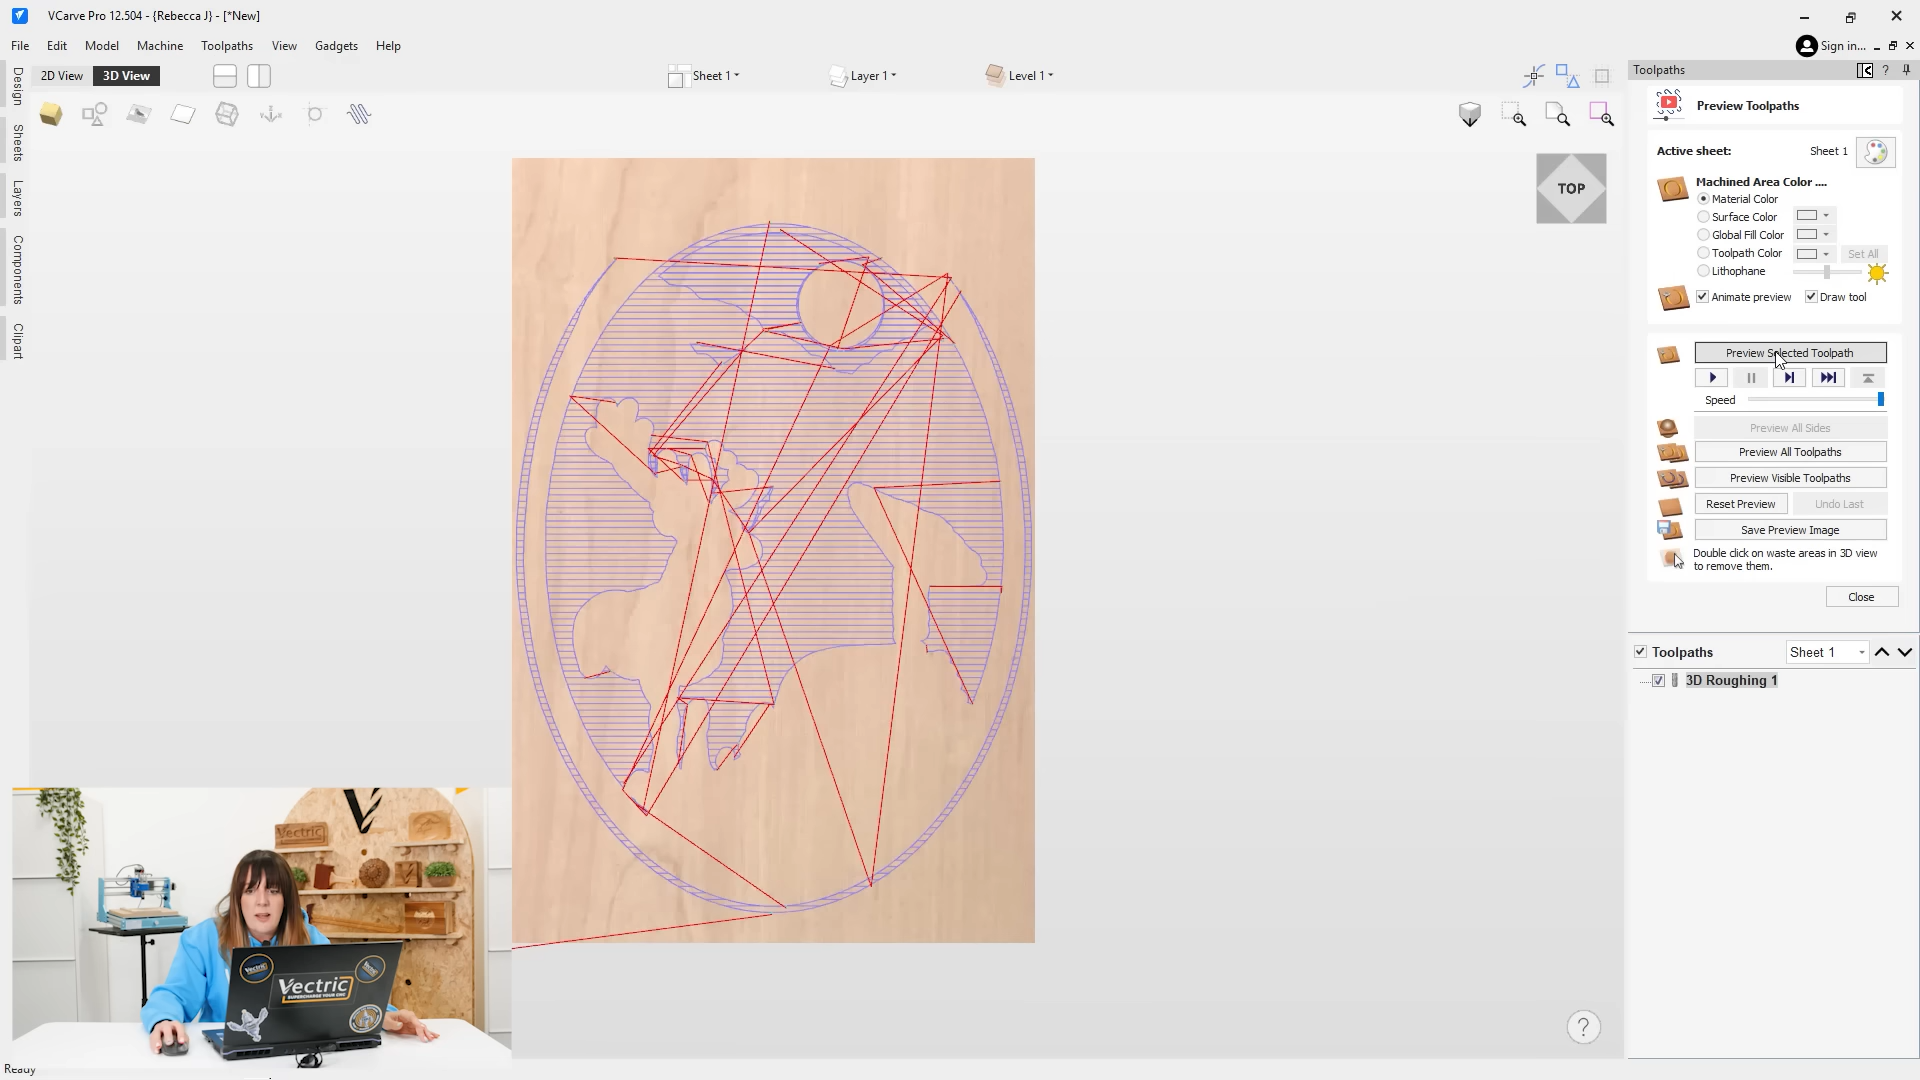 VCarve Pro 12.504 - {Rebecca J} - [*New]
File Edit Model Machine Toolpaths View Gadgets Help
Sign in...
2D View 3D View
Sheet 1
Layer 1
Level 1
Design
Sheets
Layers
Components
Clipart
TOP
Toolpaths
Preview Toolpaths
Active sheet: Sheet 1
Machined Area Color ....
Material Color
Surface Color
Global Fill Color
Toolpath Color Set All
Lithophane
Animate preview Draw tool
Preview Selected Toolpath
Speed
Preview All Sides
Preview All Toolpaths
Preview Visible Toolpaths
Reset Preview Undo Last
Save Preview Image
Double click on waste areas in 3D view
to remove them.
Close
Toolpaths Sheet 1
3D Roughing 1
Vectric
Vectric
Vectric
SUPERCHARGE YOUR CNC
Ready